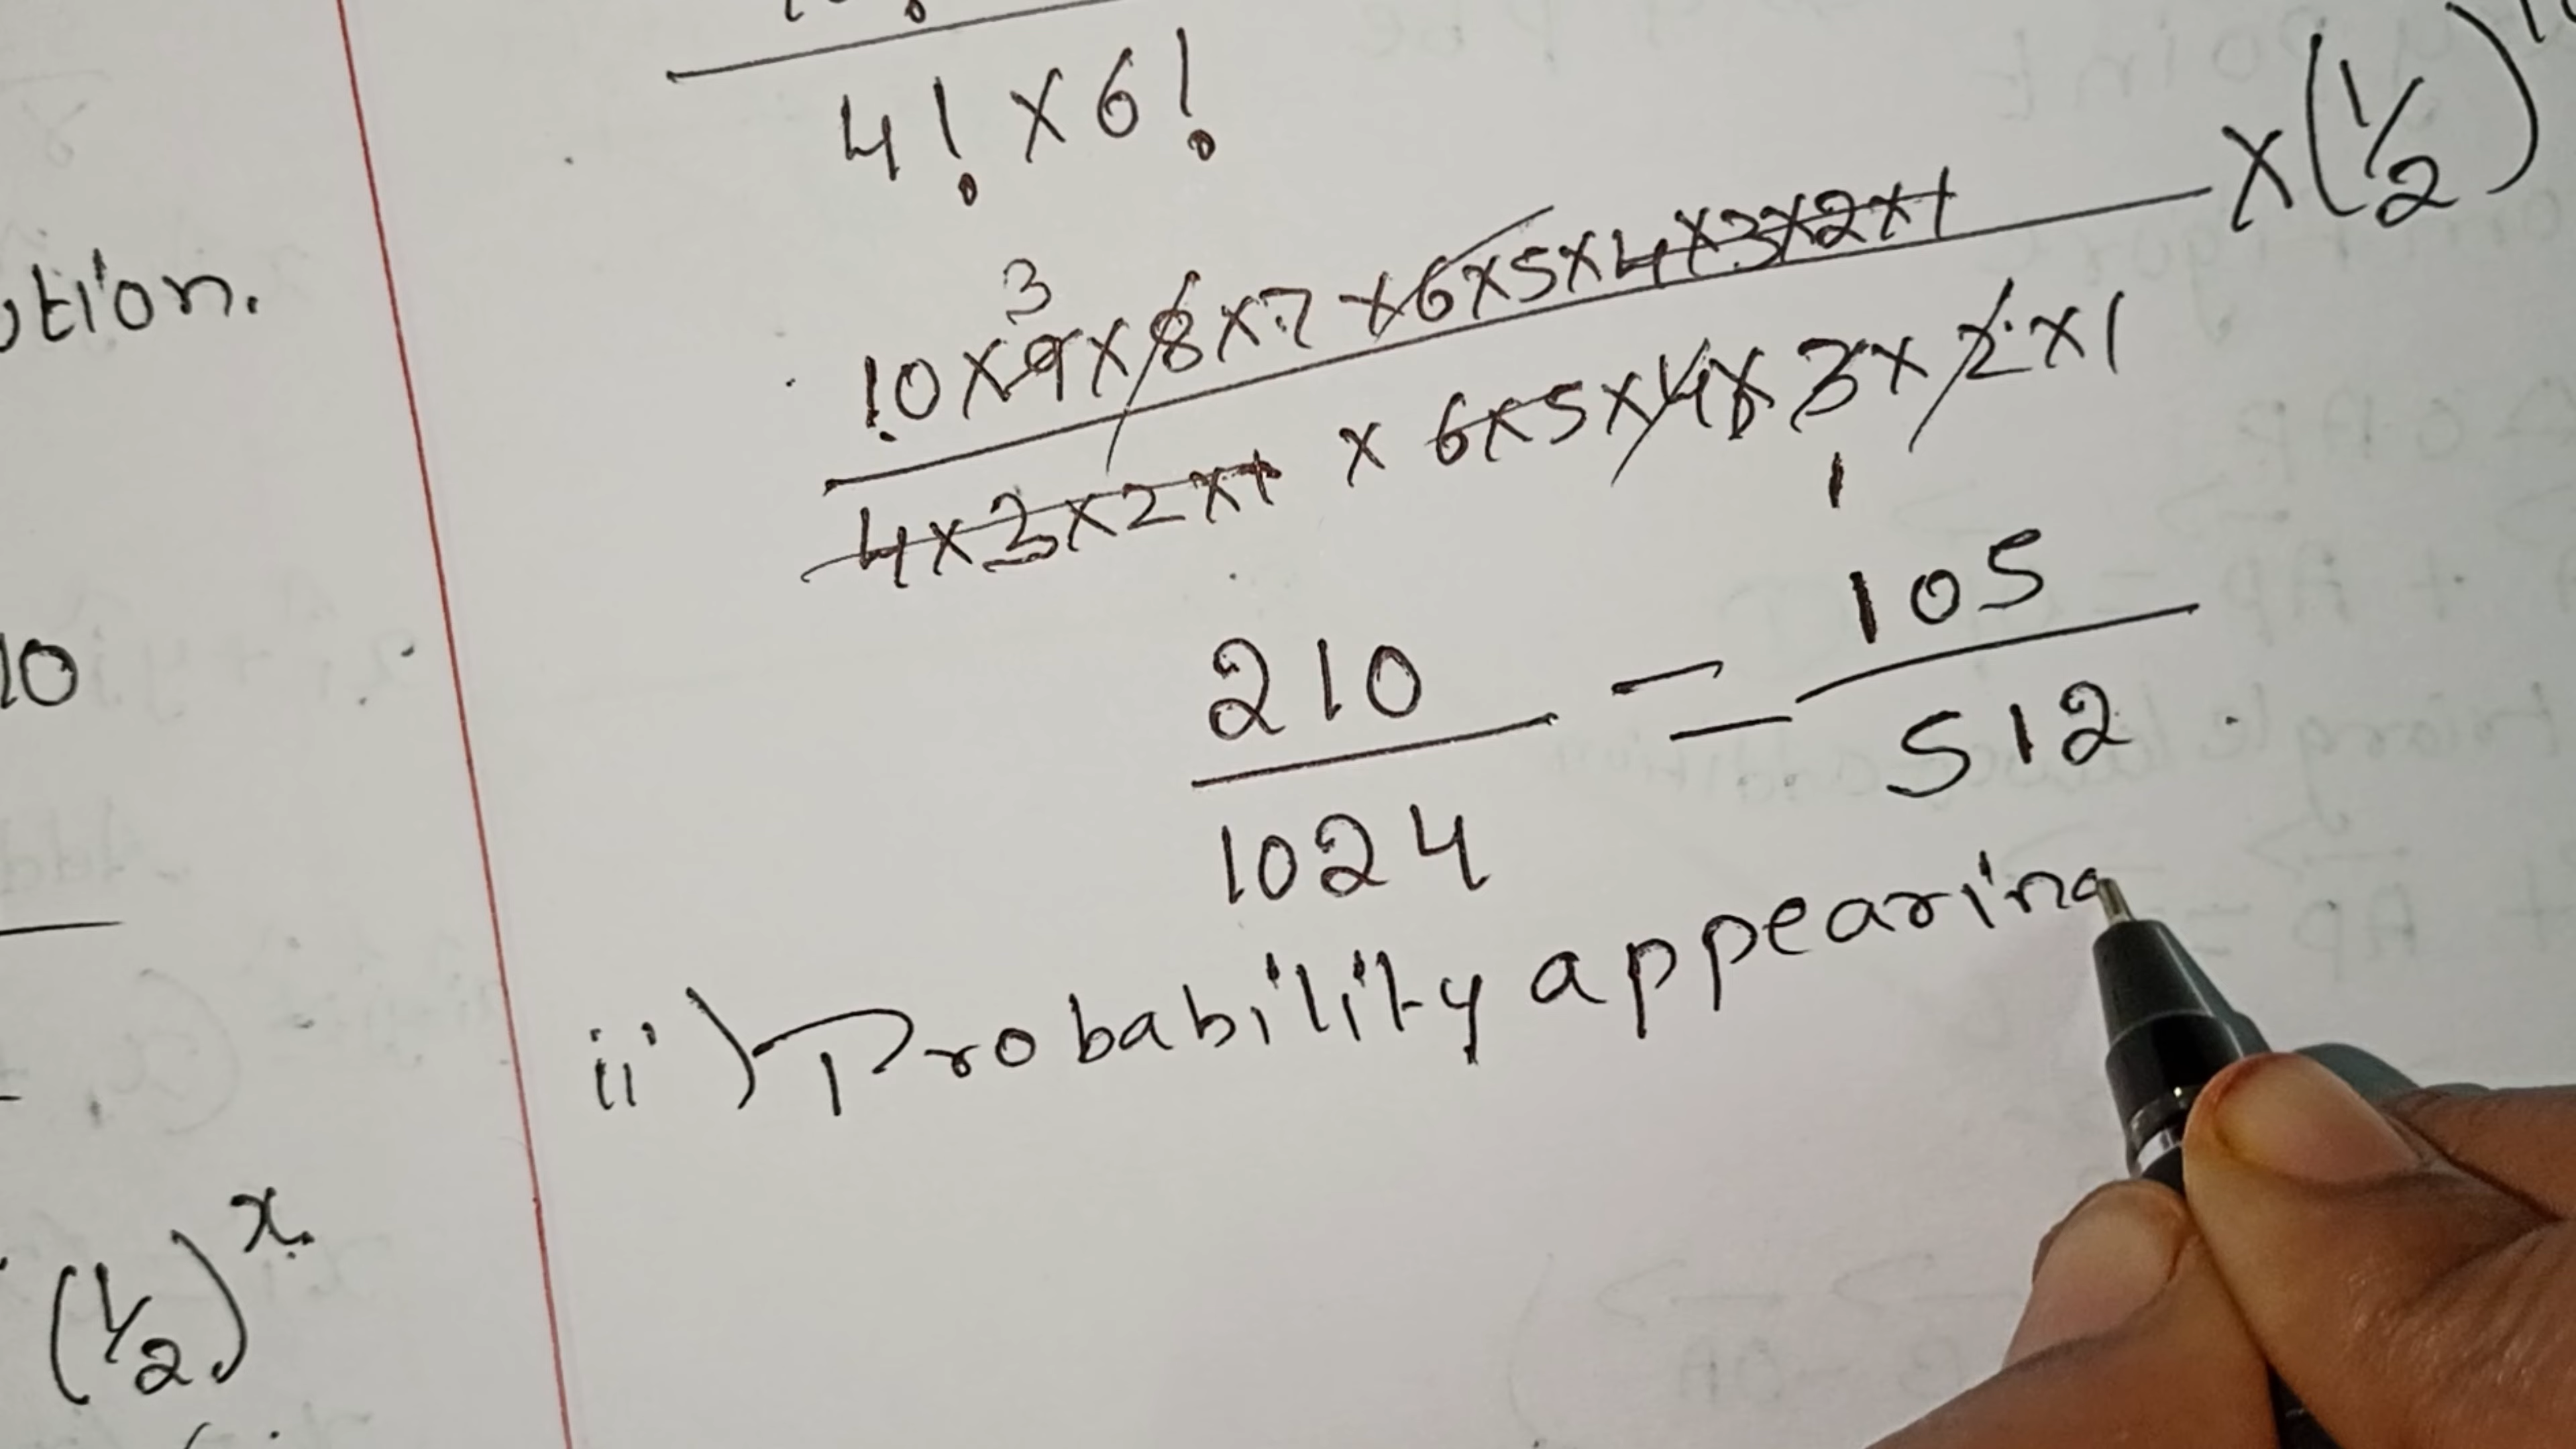 ution.
10
(1/2)^x
4! × 6!
10×9×8×7×6×5×4×3×2×1 ×(1/2)
3
4×3×2×1 × 6×5×4×3×2×1
1
210 = 105
1024 512
ii) Probability appearing